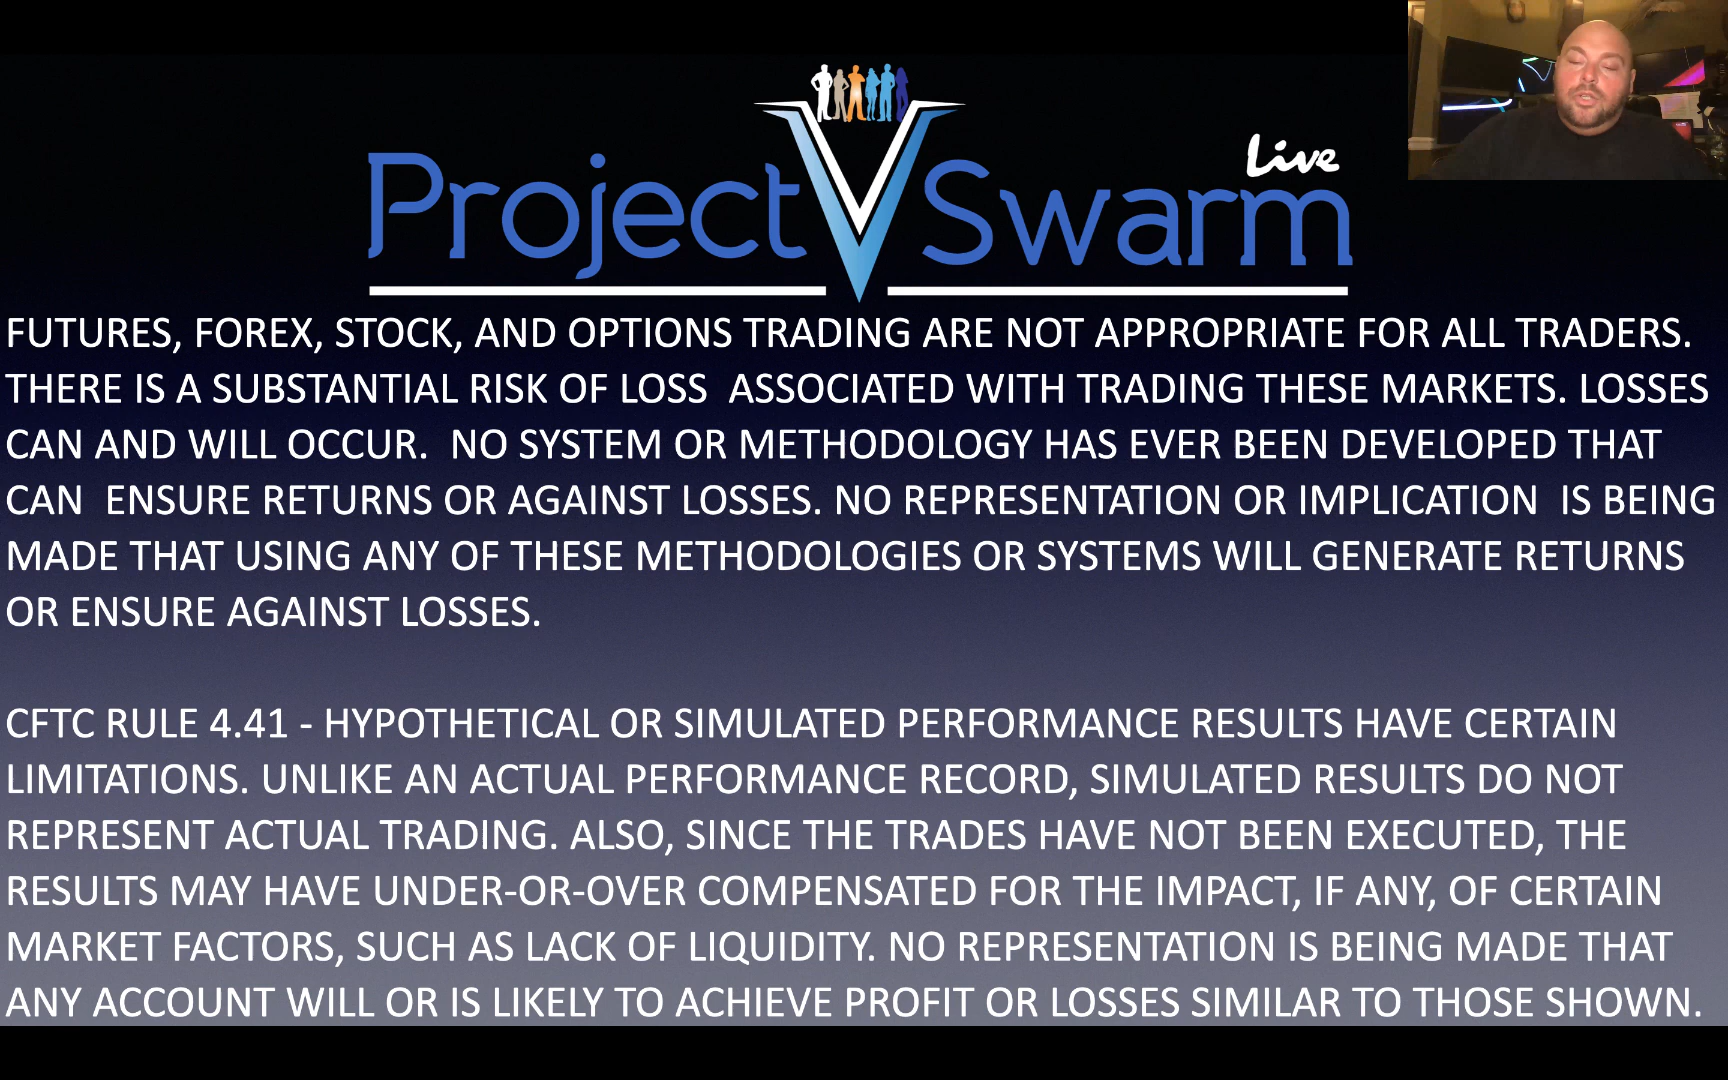 Project V Swarm Live
FUTURES, FOREX, STOCK, AND OPTIONS TRADING ARE NOT APPROPRIATE FOR ALL TRADERS.
THERE IS A SUBSTANTIAL RISK OF LOSS  ASSOCIATED WITH TRADING THESE MARKETS. LOSSES
CAN AND WILL OCCUR.  NO SYSTEM OR METHODOLOGY HAS EVER BEEN DEVELOPED THAT
CAN  ENSURE RETURNS OR AGAINST LOSSES. NO REPRESENTATION OR IMPLICATION  IS BEING
MADE THAT USING ANY OF THESE METHODOLOGIES OR SYSTEMS WILL GENERATE RETURNS
OR ENSURE AGAINST LOSSES.
CFTC RULE 4.41 - HYPOTHETICAL OR SIMULATED PERFORMANCE RESULTS HAVE CERTAIN
LIMITATIONS. UNLIKE AN ACTUAL PERFORMANCE RECORD, SIMULATED RESULTS DO NOT
REPRESENT ACTUAL TRADING. ALSO, SINCE THE TRADES HAVE NOT BEEN EXECUTED, THE
RESULTS MAY HAVE UNDER-OR-OVER COMPENSATED FOR THE IMPACT, IF ANY, OF CERTAIN
MARKET FACTORS, SUCH AS LACK OF LIQUIDITY. NO REPRESENTATION IS BEING MADE THAT
ANY ACCOUNT WILL OR IS LIKELY TO ACHIEVE PROFIT OR LOSSES SIMILAR TO THOSE SHOWN.